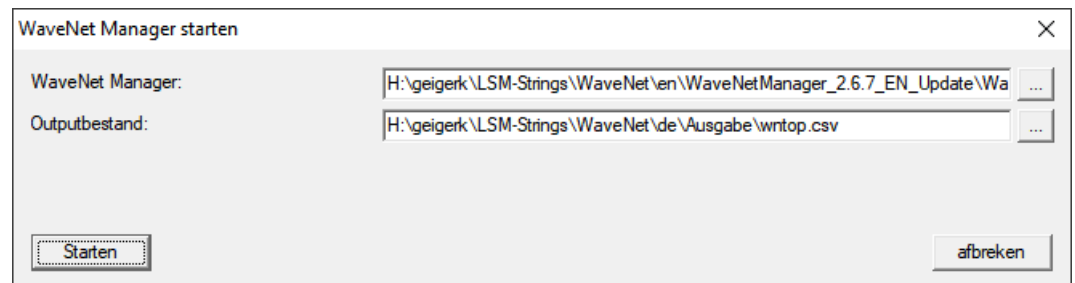 WaveNet Manager starten
WaveNet Manager: H:\geigerk\LSM-Strings\WaveNet\en\WaveNetManager_2.6.7_EN_Update\Wa ...
Outputbestand: H:\geigerk\LSM-Strings\WaveNet\de\Ausgabe\wntop.csv ...
Starten afbreken